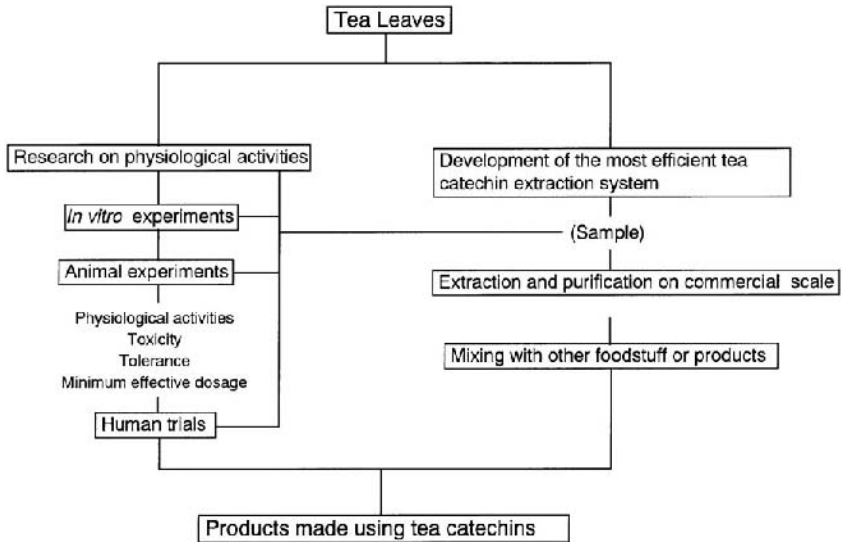 Tea Leaves
Research on physiological activities
In vitro experiments
Animal experiments
Physiological activities
Toxicity
Tolerance
Minimum effective dosage
Human trials
Development of the most efficient tea
catechin extraction system
(Sample)
Extraction and purification on commercial scale
Mixing with other foodstuff or products
Products made using tea catechins